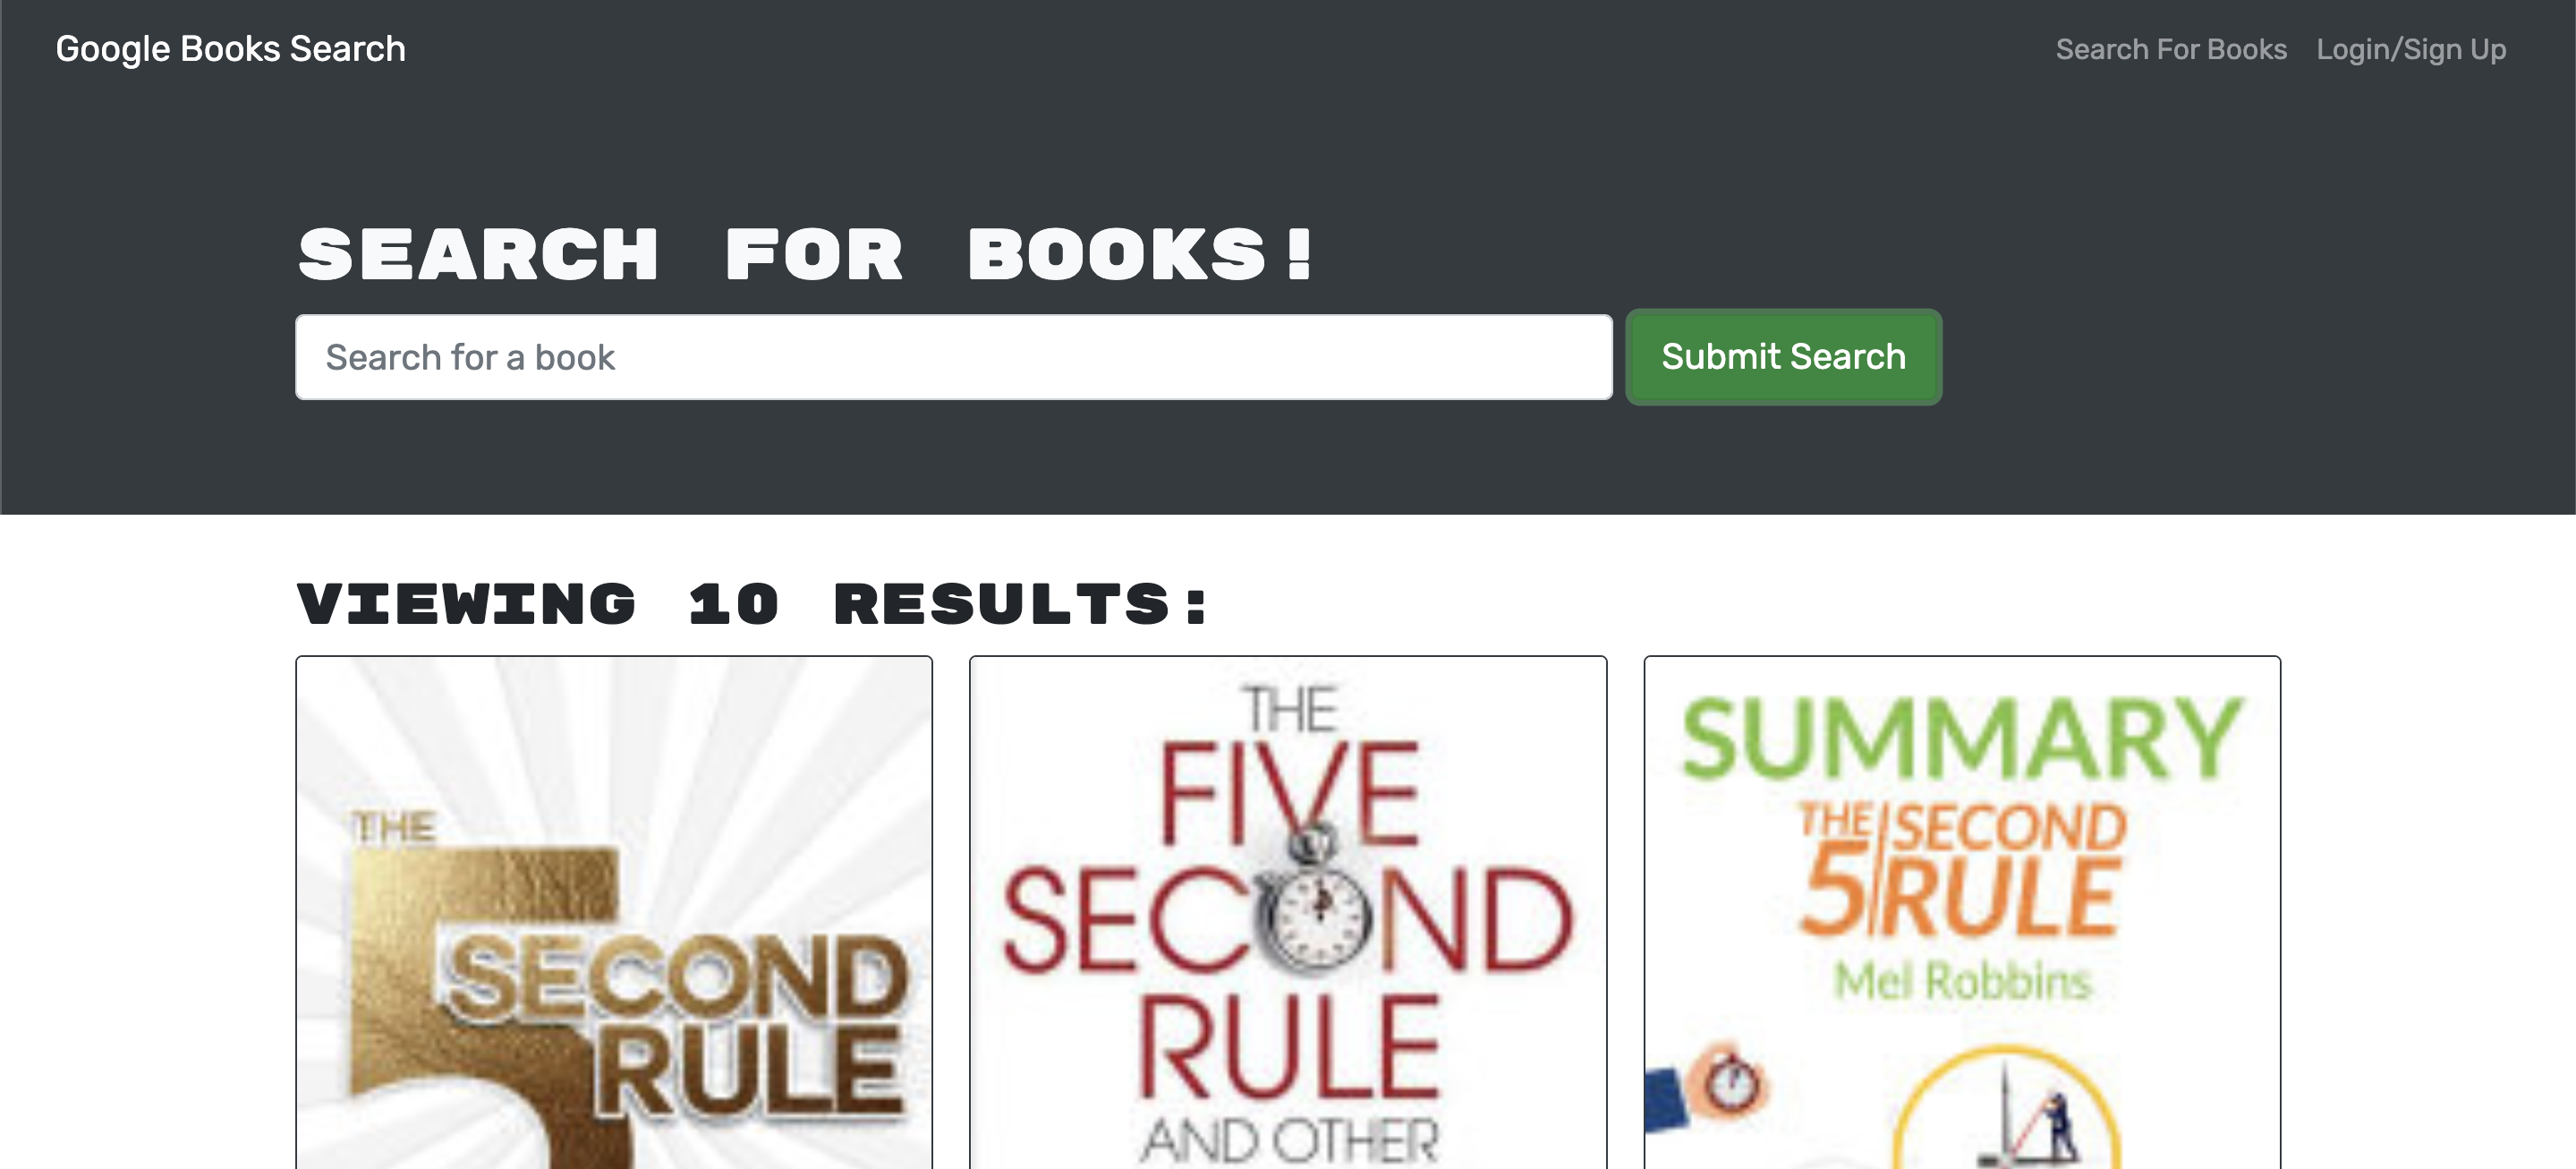 Google Books Search
Search For Books
Login/Sign Up
SEARCH FOR BOOKS!
Search for a book
Submit Search
VIEWING 10 RESULTS:
THE
5 SECOND
RULE
THE
FIVE
SECOND
RULE
AND OTHER
SUMMARY
THE 5 SECOND
RULE
Mel Robbins